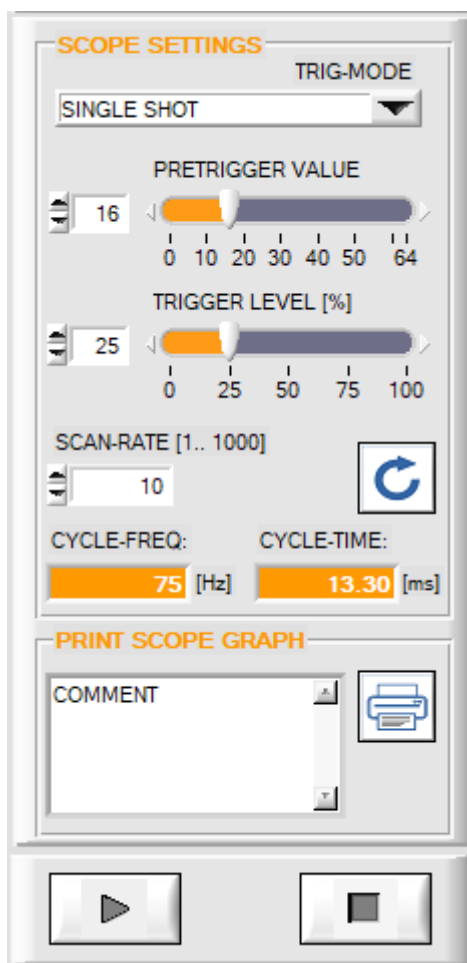 SCOPE SETTINGS
TRIG-MODE
SINGLE SHOT
PRETRIGGER VALUE
16
0 10 20 30 40 50 64
TRIGGER LEVEL [%]
25
0 25 50 75 100
SCAN-RATE [1.. 1000]
10
CYCLE-FREQ: CYCLE-TIME:
75 [Hz] 13.30 [ms]
PRINT SCOPE GRAPH
COMMENT